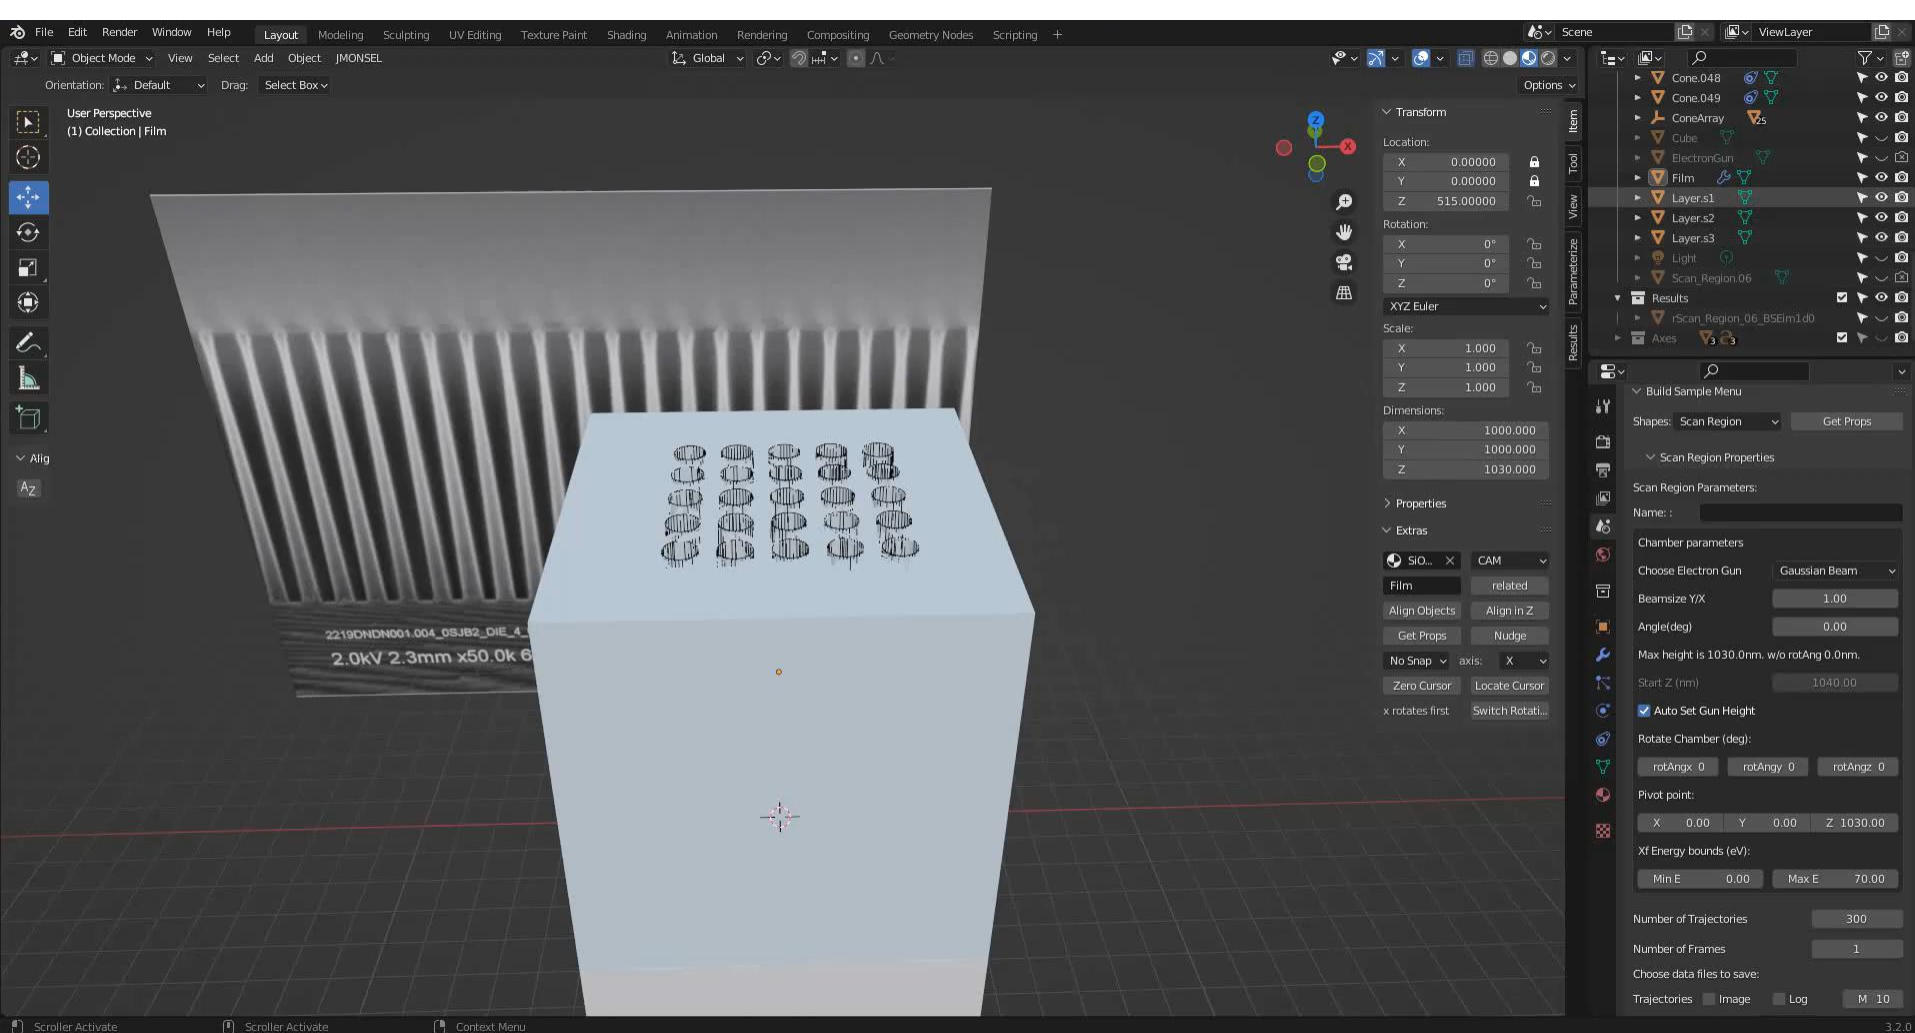 File Edit Render Window Help Layout Modeling Sculpting UV Editing Texture Paint Shading Animation Rendering Compositing Geometry Nodes Scripting + Scene ViewLayer
Object Mode View Select Add Object JMONSEL Global
Orientation: Default Drag: Select Box Options
User Perspective
(1) Collection | Film
Z
X
Alig
AZ
2219DNDN001.004_0SJB2_DIE_4_
2.0kV 2.3mm x50.0k 6
Transform
Location:
X 0.00000
Y 0.00000
Z 515.00000
Rotation:
X 0°
Y 0°
Z 0°
XYZ Euler
Scale:
X 1.000
Y 1.000
Z 1.000
Dimensions:
X 1000.000
Y 1000.000
Z 1030.000
Properties
Extras
SiO... CAM
Film related
Align Objects Align in Z
Get Props Nudge
No Snap axis: X
Zero Cursor Locate Cursor
x rotates first Switch Rotati...
Item
Tool
View
Parameterize
Results
Cone.048
Cone.049
ConeArray 25
Cube
ElectronGun
Film
Layer.s1
Layer.s2
Layer.s3
Light
Scan_Region.06
Results
rScan_Region_06_BSEim1d0
Axes 3 3
Build Sample Menu
Shapes: Scan Region Get Props
Scan Region Properties
Scan Region Parameters:
Name: :
Chamber parameters
Choose Electron Gun Gaussian Beam
Beamsize Y/X 1.00
Angle(deg) 0.00
Max height is 1030.0nm. w/o rotAng 0.0nm.
Start Z (nm) 1040.00
Auto Set Gun Height
Rotate Chamber (deg):
rotAngx 0 rotAngy 0 rotAngz 0
Pivot point:
X 0.00 Y 0.00 Z 1030.00
Xf Energy bounds (eV):
Min E 0.00 Max E 70.00
Number of Trajectories 300
Number of Frames 1
Choose data files to save:
Trajectories Image Log M 10
Scroller Activate Scroller Activate Context Menu 3.2.0